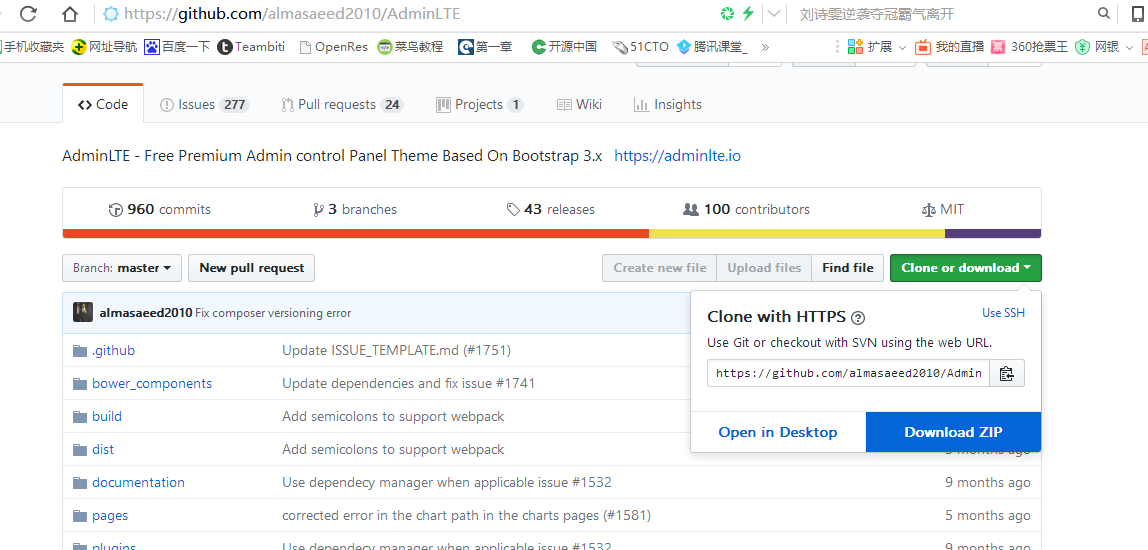 https://github.com/almasaeed2010/AdminLTE 刘诗雯逆袭夺冠霸气离开
手机收藏夹 网址导航 百度一下 Teambiti OpenRes 菜鸟教程 第一章 开源中国 51CTO 腾讯课堂_ » 扩展 我的直播 360抢票王 网银
Code Issues 277 Pull requests 24 Projects 1 Wiki Insights
AdminLTE - Free Premium Admin control Panel Theme Based On Bootstrap 3.x https://adminlte.io
960 commits 3 branches 43 releases 100 contributors MIT
Branch: master New pull request Create new file Upload files Find file Clone or download
almasaeed2010 Fix composer versioning error
Clone with HTTPS Use SSH
Use Git or checkout with SVN using the web URL.
https://github.com/almasaeed2010/Admin
Open in Desktop Download ZIP
.github Update ISSUE_TEMPLATE.md (#1751)
bower_components Update dependencies and fix issue #1741
build Add semicolons to support webpack
dist Add semicolons to support webpack
documentation Use dependecy manager when applicable issue #1532 9 months ago
pages corrected error in the chart path in the charts pages (#1581) 5 months ago
plugins Use dependecy manager when applicable issue #1532 9 months ago